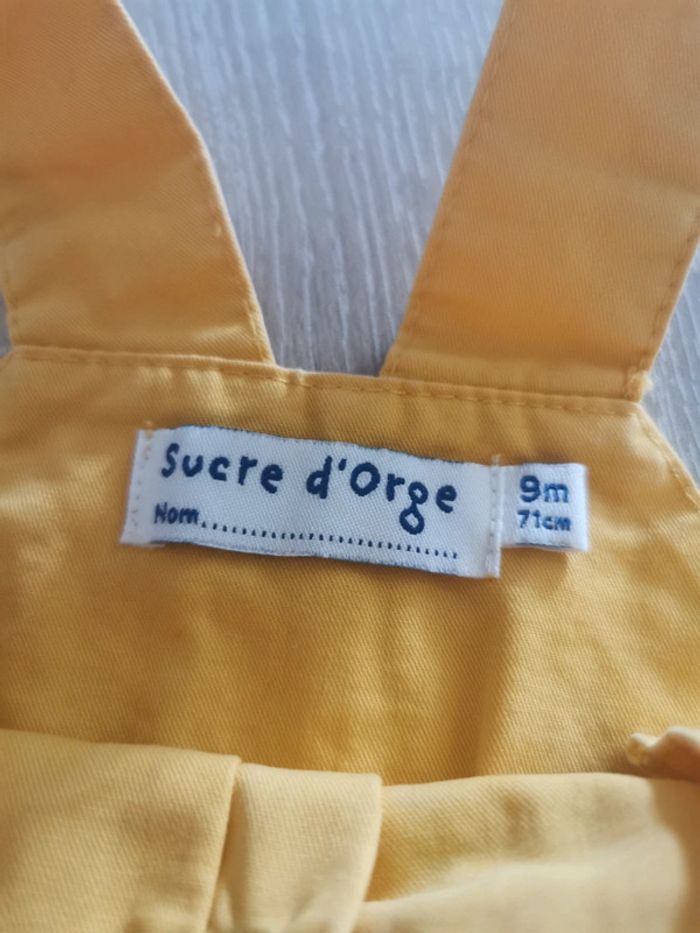 Sucre d'Orge
Nom..............................
9m
71cm